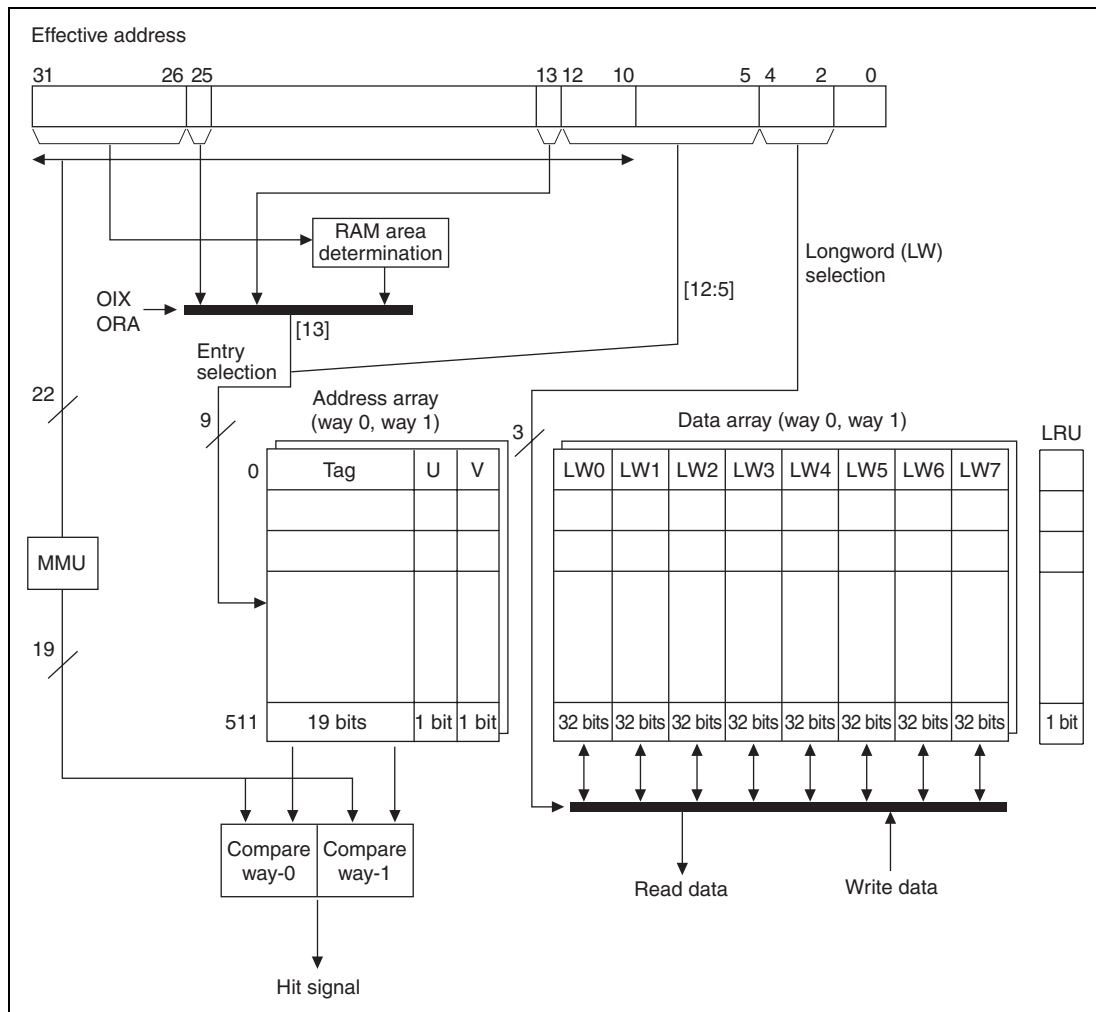 Effective address
31 26 25 13 12 10 5 4 2 0
RAM area
determination
Longword (LW)
selection
OIX
ORA
[13]
[12:5]
Entry
selection
22
9
Address array
(way 0, way 1)
3
Data array (way 0, way 1)
LRU
0 Tag U V LW0 LW1 LW2 LW3 LW4 LW5 LW6 LW7
MMU
19
511 19 bits 1 bit 1 bit 32 bits 32 bits 32 bits 32 bits 32 bits 32 bits 32 bits 32 bits 1 bit
Compare
way-0
Compare
way-1
Read data
Write data
Hit signal